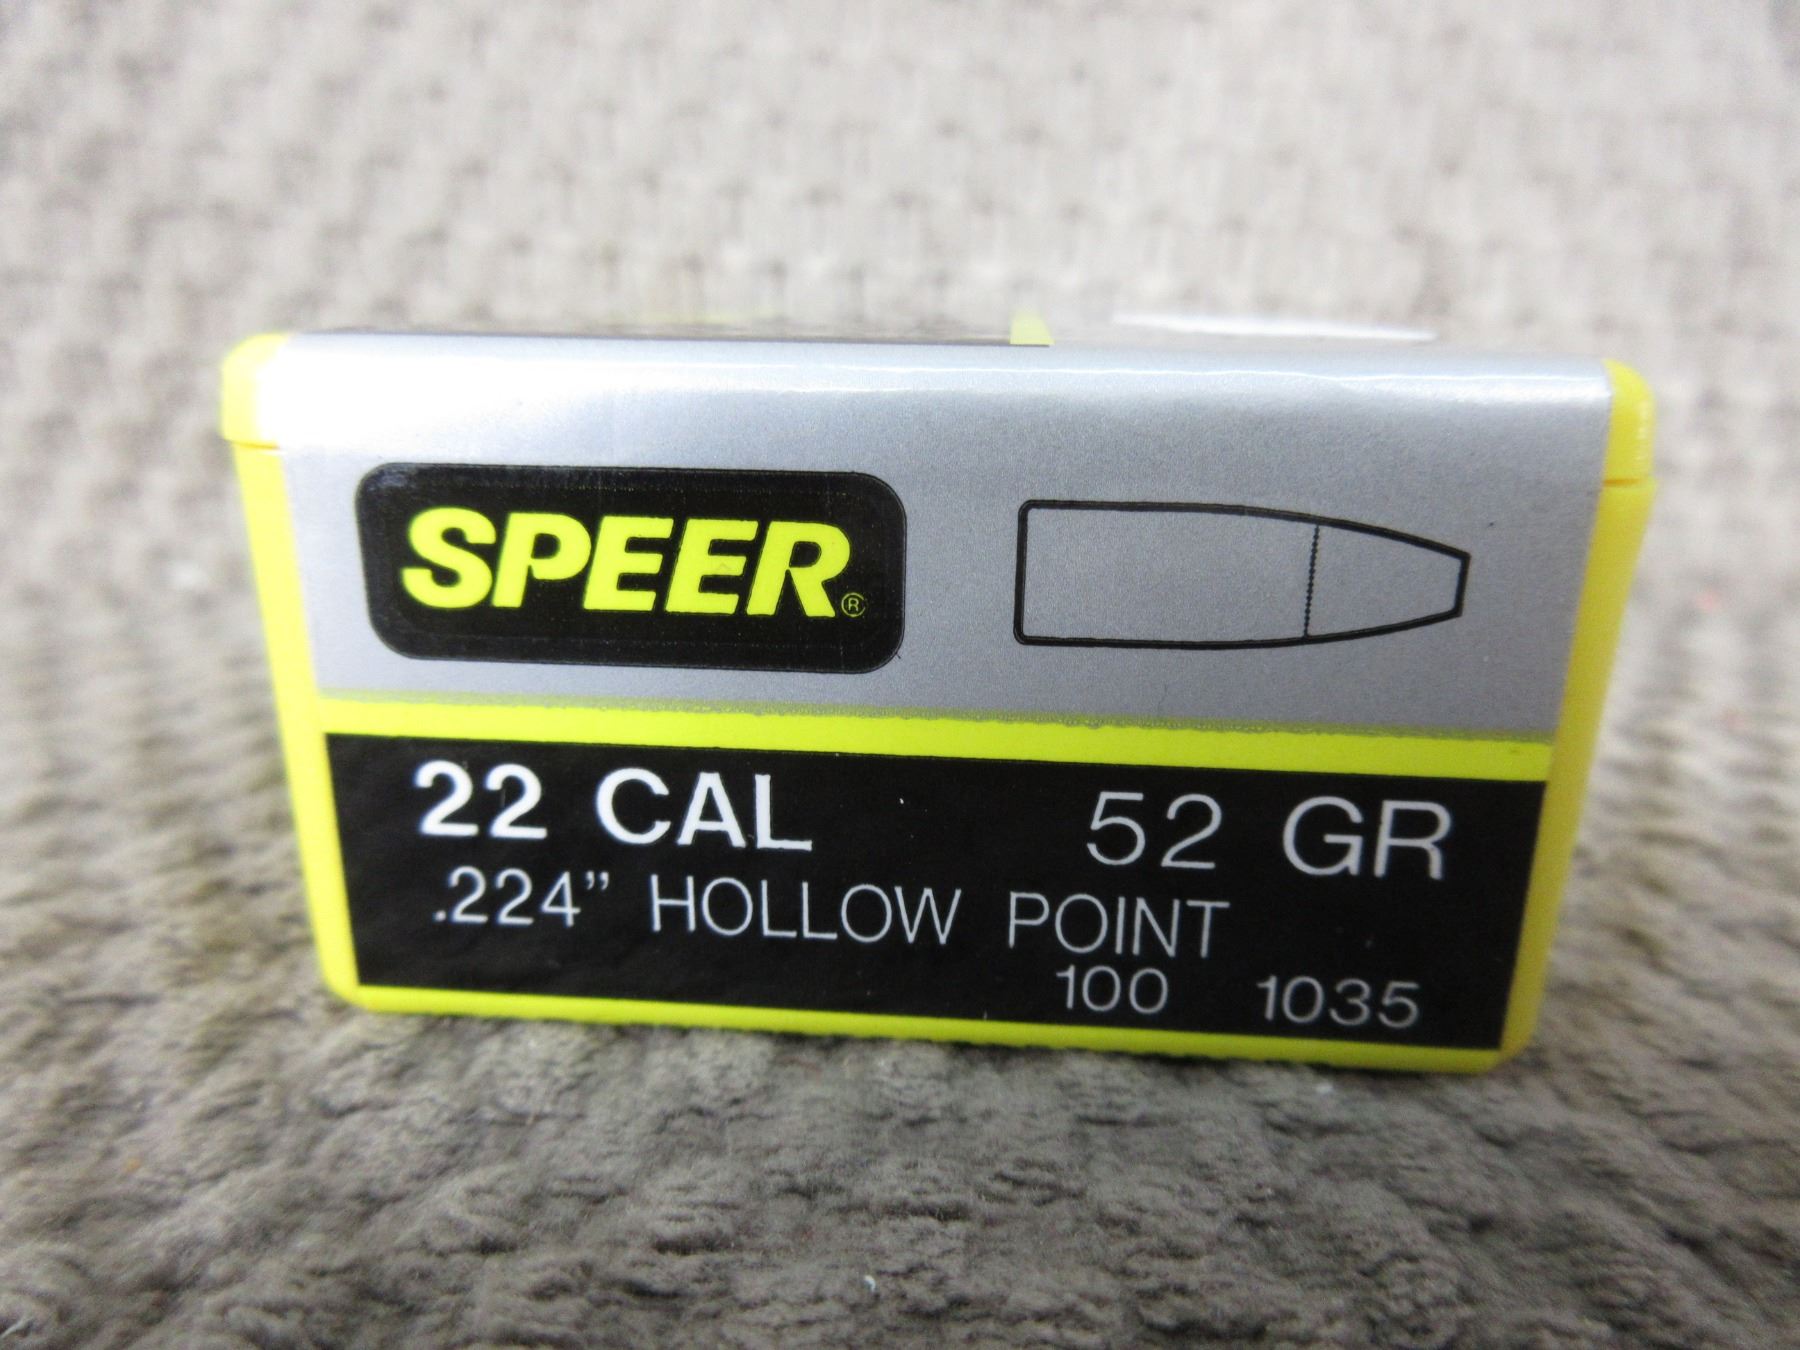 SPEER®
22 CAL 52 GR
.224” HOLLOW POINT
100 1035